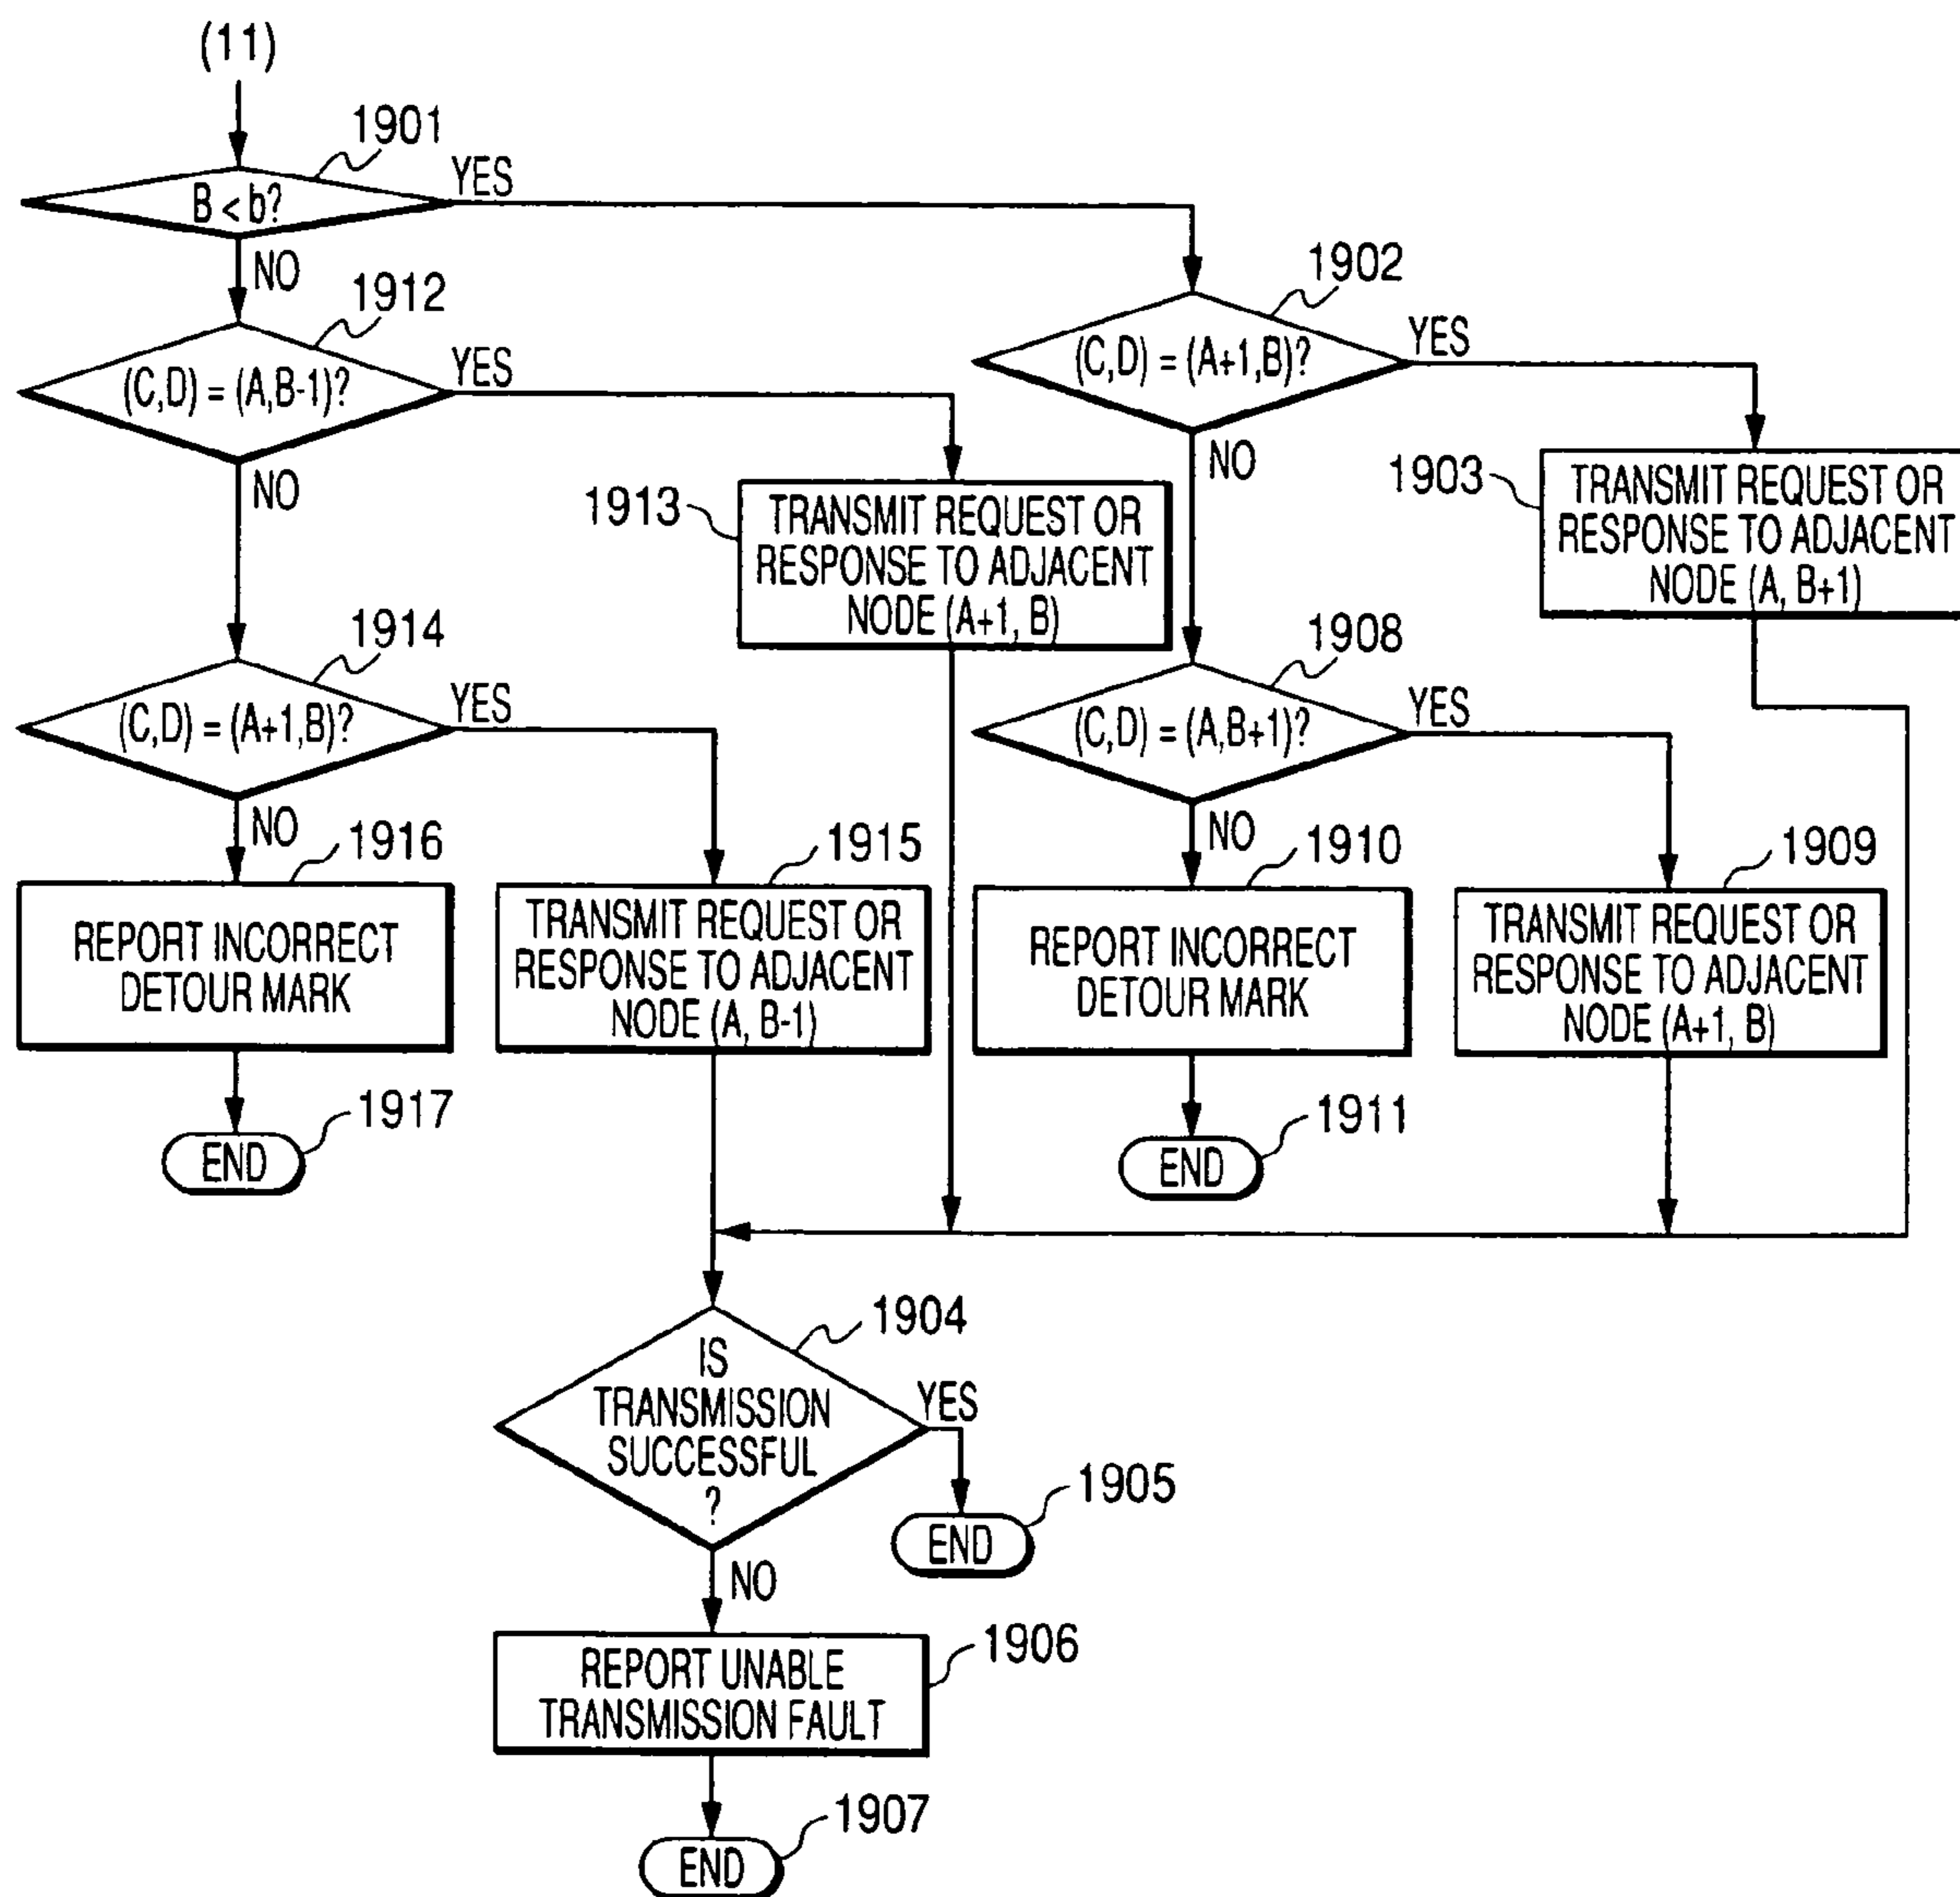 (11)
1901
B < b?
YES
NO
1912
(C,D) = (A,B-1)?
YES
NO
1902
(C,D) = (A+1,B)?
YES
NO
1903
TRANSMIT REQUEST OR
RESPONSE TO ADJACENT
NODE (A, B+1)
1913
TRANSMIT REQUEST OR
RESPONSE TO ADJACENT
NODE (A+1, B)
1914
(C,D) = (A+1,B)?
YES
NO
1908
(C,D) = (A,B+1)?
YES
NO
1916
REPORT INCORRECT
DETOUR MARK
1915
TRANSMIT REQUEST OR
RESPONSE TO ADJACENT
NODE (A, B-1)
1910
REPORT INCORRECT
DETOUR MARK
1909
TRANSMIT REQUEST OR
RESPONSE TO ADJACENT
NODE (A+1, B)
1917
END
1911
END
1904
IS
TRANSMISSION
SUCCESSFUL
?
YES
1905
END
NO
1906
REPORT UNABLE
TRANSMISSION FAULT
1907
END